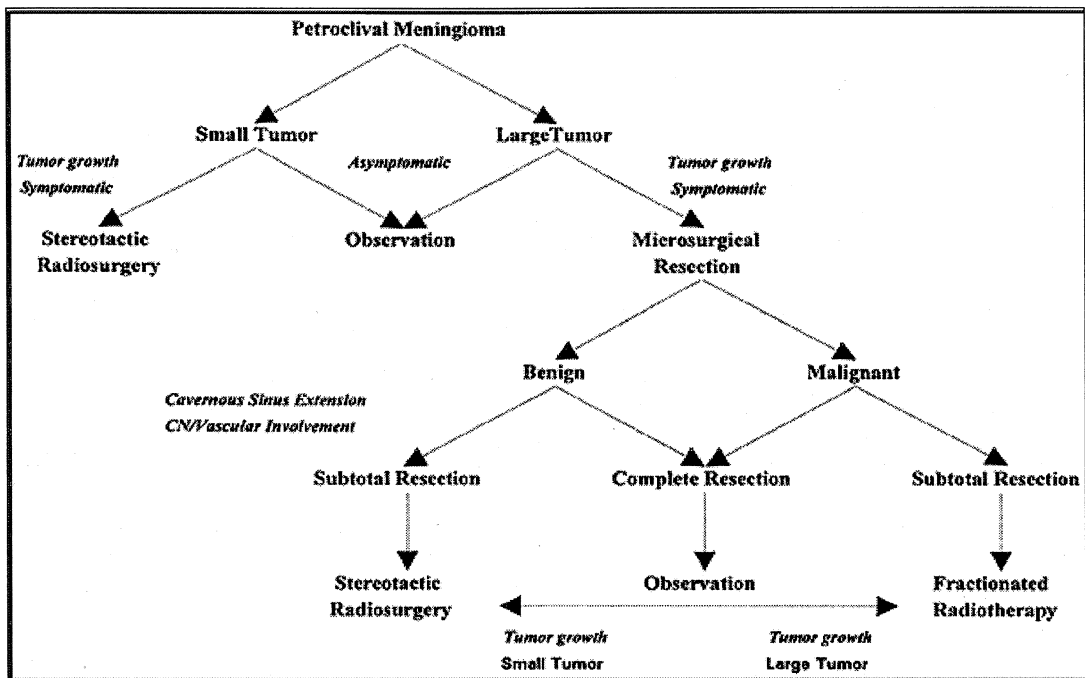 Petroclival Meningioma
Small Tumor
LargeTumor
Tumor growth
Symptomatic
Asymptomatic
Tumor growth
Symptomatic
Stereotactic
Radiosurgery
Observation
Microsurgical
Resection
Benign
Malignant
Cavernous Sinus Extension
CN/Vascular Involvement
Subtotal Resection
Complete Resection
Subtotal Resection
Stereotactic
Radiosurgery
Observation
Fractionated
Radiotherapy
Tumor growth
Small Tumor
Tumor growth
Large Tumor